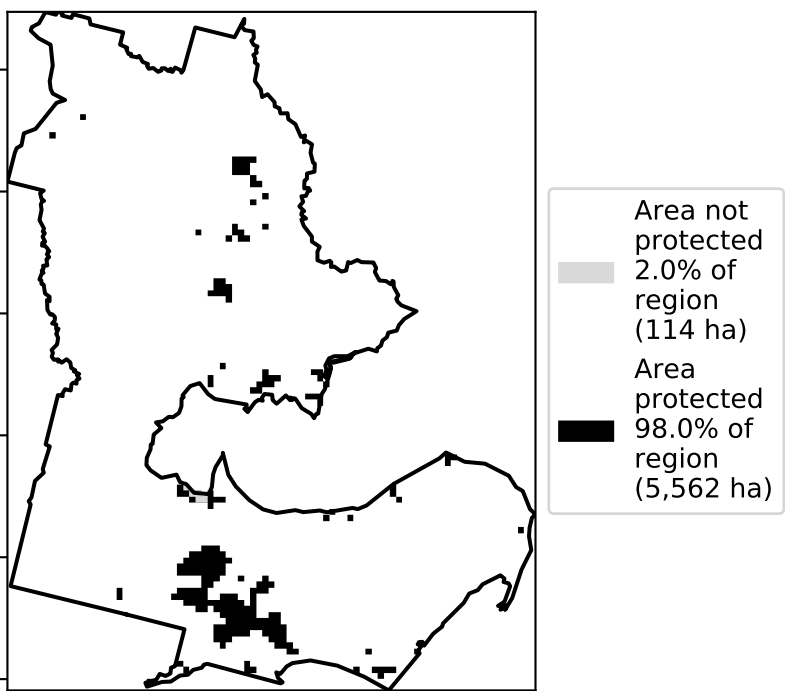 Area not
protected
2.0% of
region
(114 ha)
Area
protected
98.0% of
region
(5,562 ha)